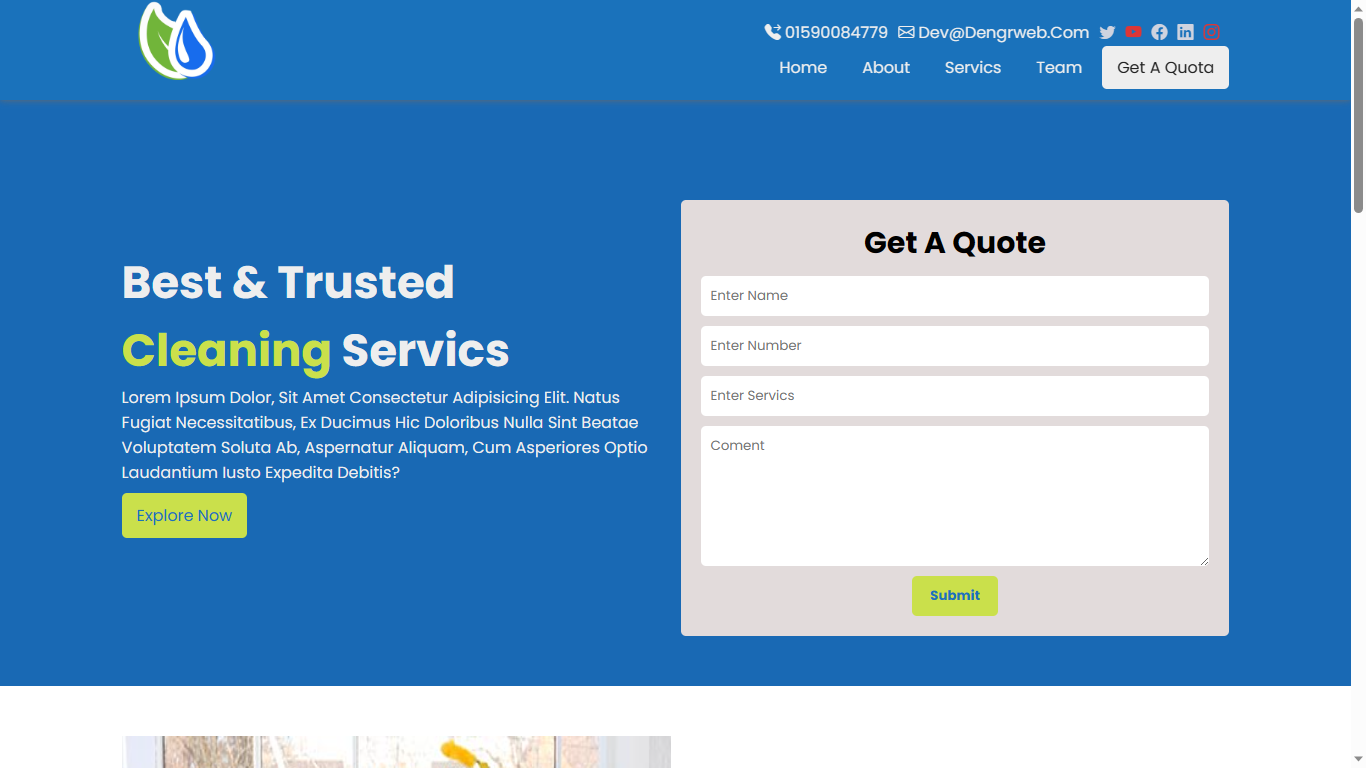 01590084779 Dev@Dengrweb.Com
Home About Servics Team Get A Quota
Best & Trusted
Cleaning Servics
Lorem Ipsum Dolor, Sit Amet Consectetur Adipisicing Elit. Natus
Fugiat Necessitatibus, Ex Ducimus Hic Doloribus Nulla Sint Beatae
Voluptatem Soluta Ab, Aspernatur Aliquam, Cum Asperiores Optio
Laudantium Iusto Expedita Debitis?
Explore Now
Get A Quote
Enter Name
Enter Number
Enter Servics
Coment
Submit